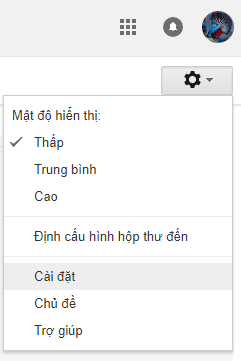 Mật độ hiển thị:
Thấp
Trung bình
Cao
Định cấu hình hộp thư đến
Cài đặt
Chủ đề
Trợ giúp